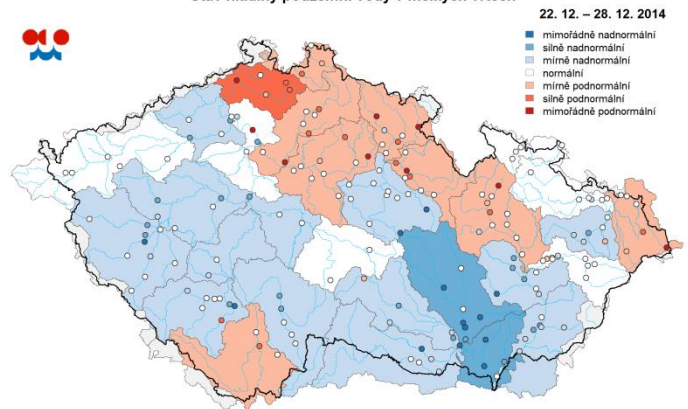 22. 12. – 28. 12. 2014
mimořádně nadnormální
silně nadnormální
mírně nadnormální
normální
mírně podnormální
silně podnormální
mimořádně podnormální